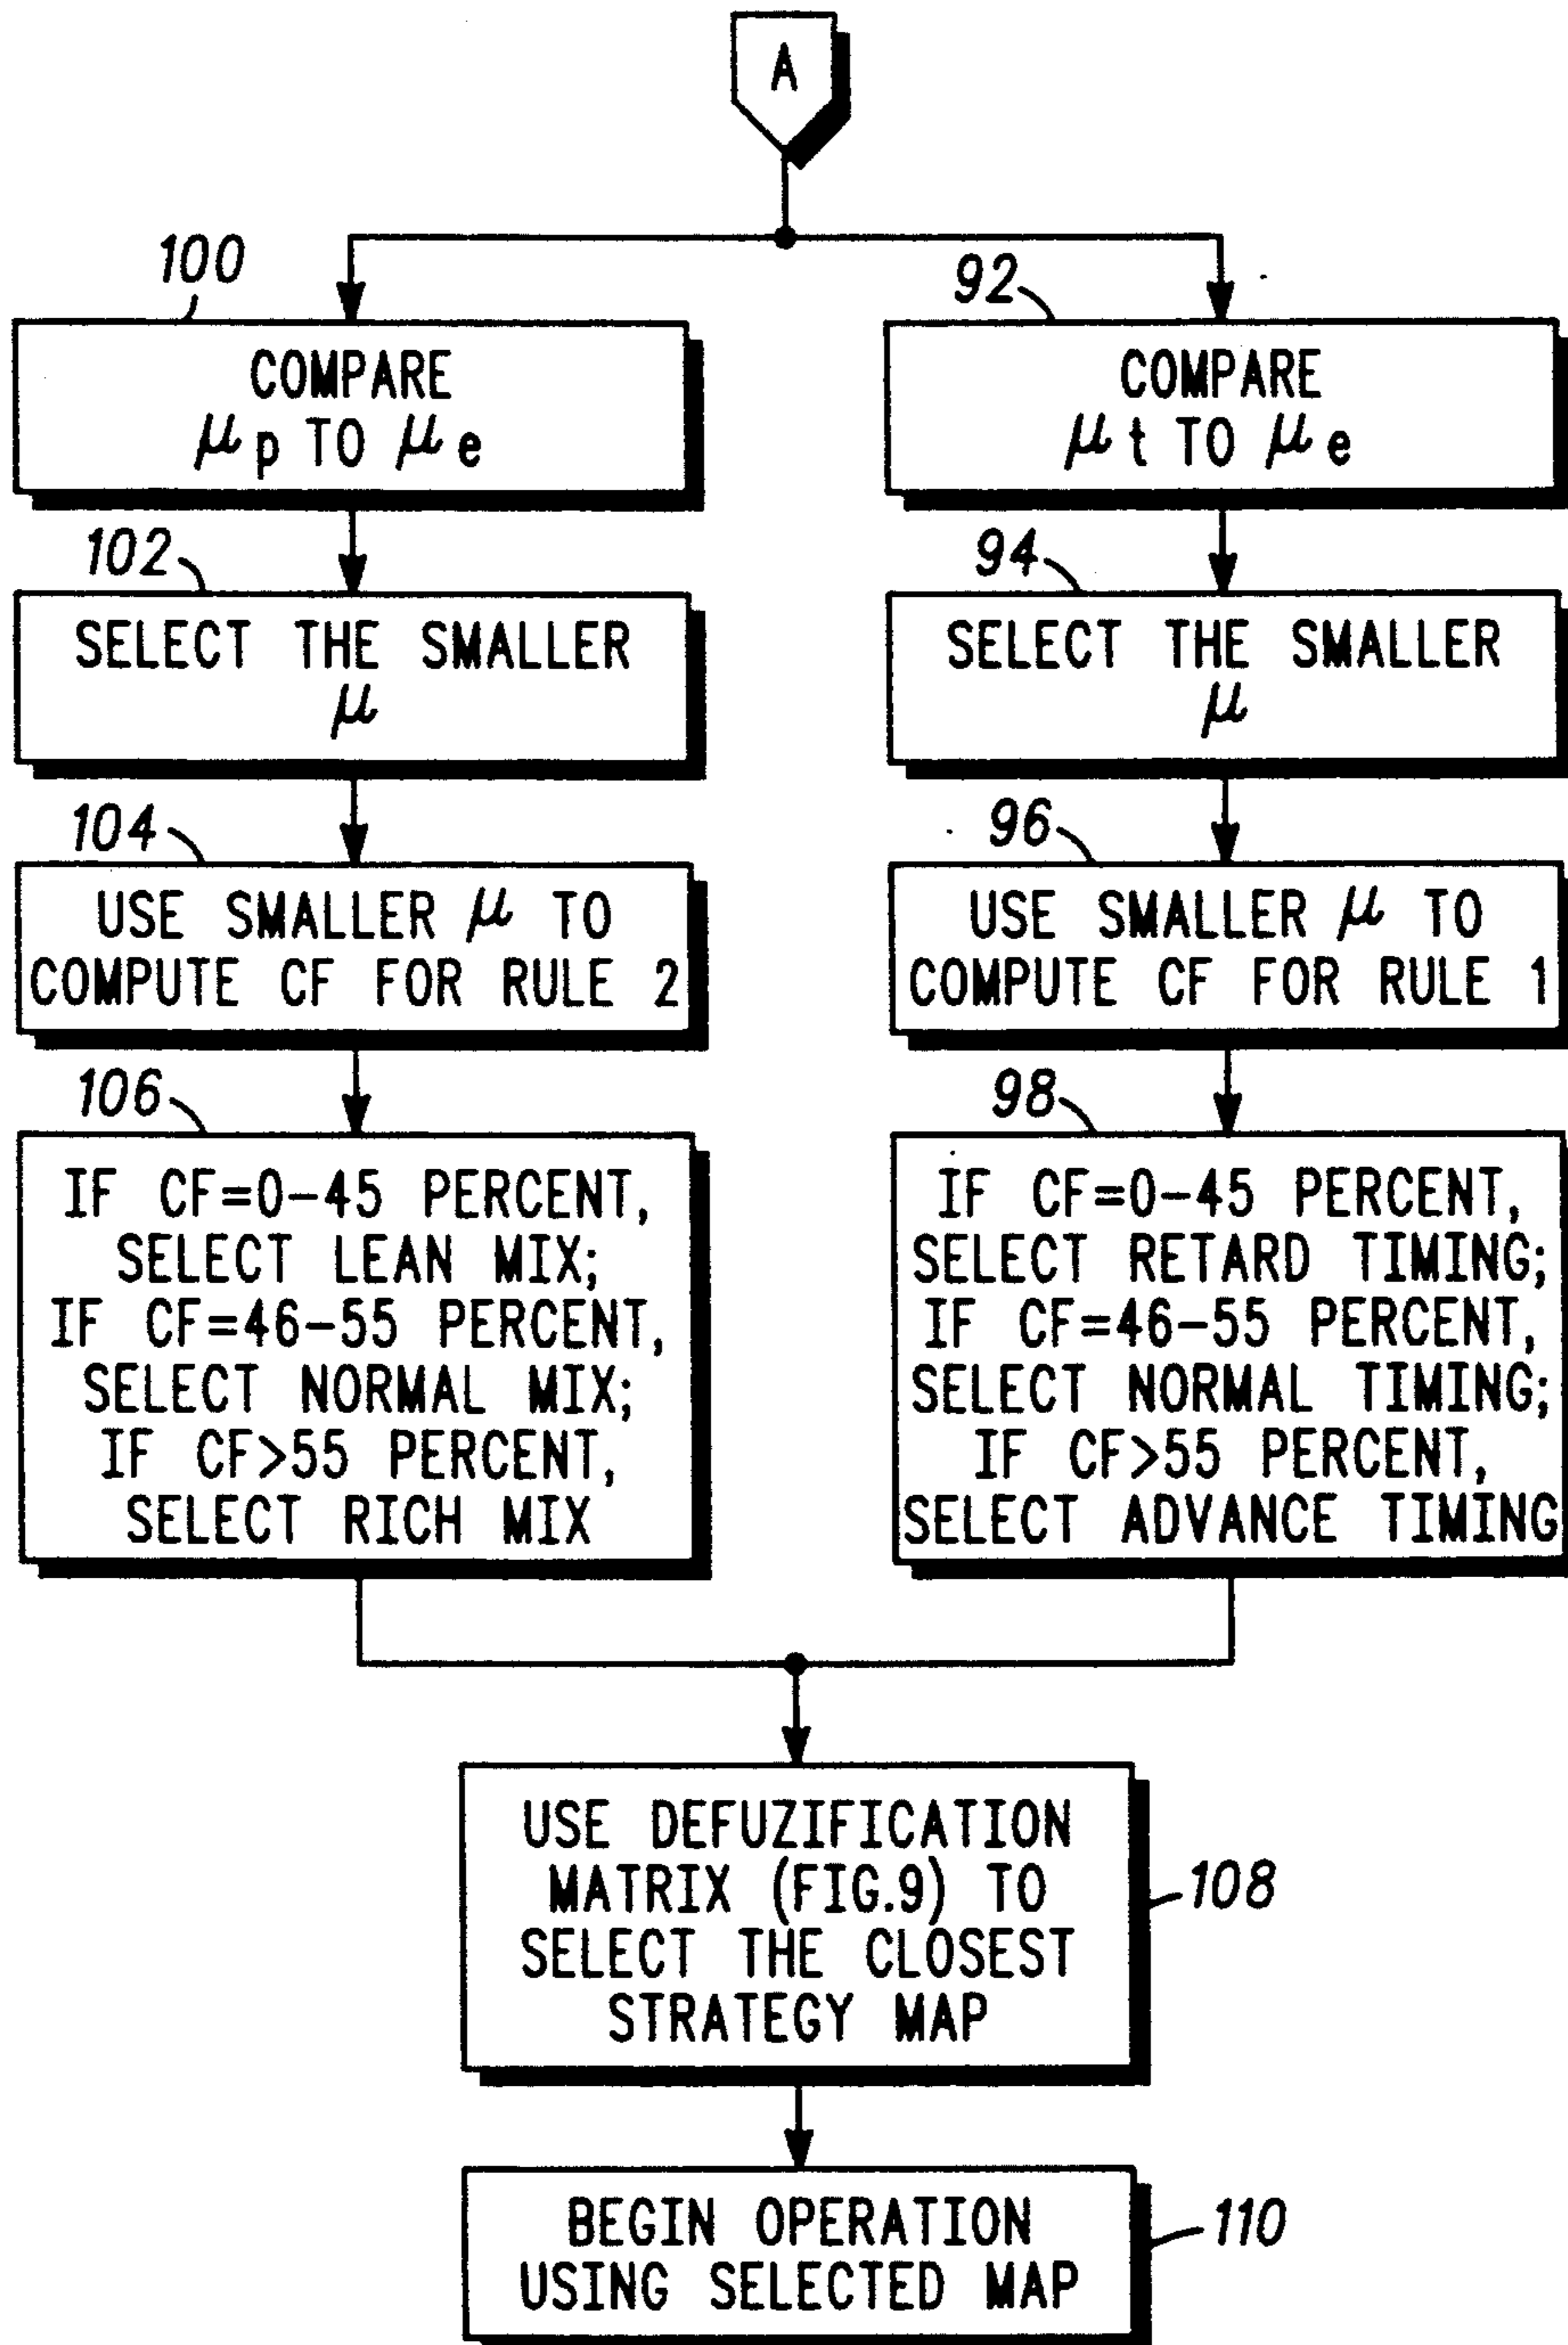 A
100
COMPARE
μp TO μe
102
SELECT THE SMALLER
μ
104
USE SMALLER μ TO
COMPUTE CF FOR RULE 2
106
IF CF=0-45 PERCENT,
SELECT LEAN MIX;
IF CF=46-55 PERCENT,
SELECT NORMAL MIX;
IF CF>55 PERCENT,
SELECT RICH MIX
92
COMPARE
μt TO μe
94
SELECT THE SMALLER
μ
96
USE SMALLER μ TO
COMPUTE CF FOR RULE 1
98
IF CF=0-45 PERCENT,
SELECT RETARD TIMING;
IF CF=46-55 PERCENT,
SELECT NORMAL TIMING;
IF CF>55 PERCENT,
SELECT ADVANCE TIMING
USE DEFUZIFICATION
MATRIX (FIG.9) TO
SELECT THE CLOSEST
STRATEGY MAP
108
BEGIN OPERATION
USING SELECTED MAP
110